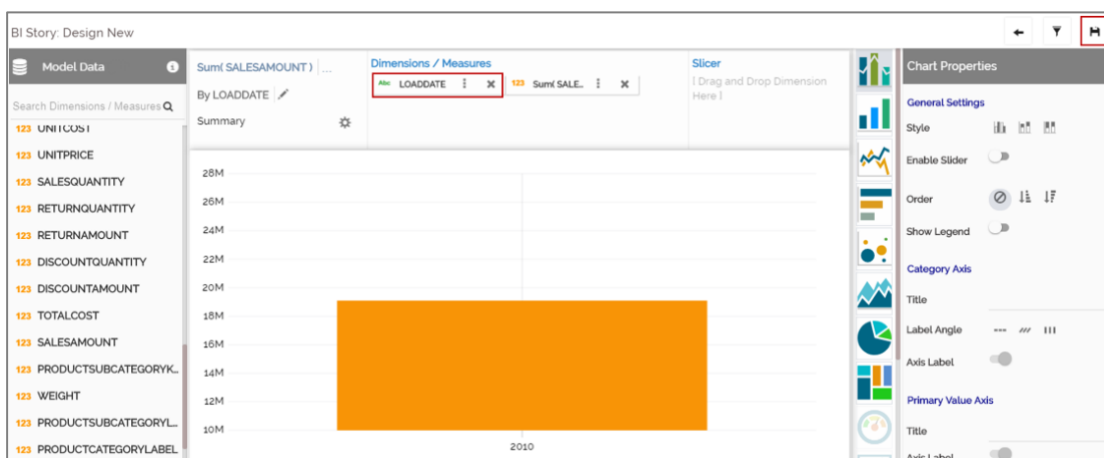 BI Story: Design New
Model Data
Search Dimensions / Measures
123 UNITCOST
123 UNITPRICE
123 SALESQUANTITY
123 RETURNQUANTITY
123 RETURNAMOUNT
123 DISCOUNTQUANTITY
123 DISCOUNTAMOUNT
123 TOTALCOST
123 SALESAMOUNT
123 PRODUCTSUBCATEGORYK...
123 WEIGHT
123 PRODUCTSUBCATEGORYL...
123 PRODUCTCATEGORYLABEL
Sum( SALESAMOUNT ) ...
By LOADDATE
Summary
Dimensions / Measures
Abc LOADDATE
123 Sum( SALE...
Slicer
[ Drag and Drop Dimension
Here ]
28M
26M
24M
22M
20M
18M
16M
14M
12M
10M
2010
Chart Properties
General Settings
Style
Enable Slider
Order
Show Legend
Category Axis
Title
Label Angle
Axis Label
Primary Value Axis
Title
Axis Label